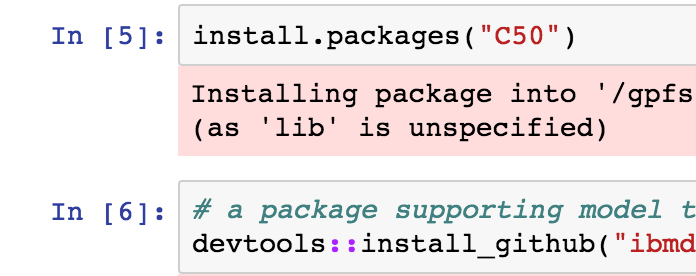 In [5]: install.packages("C50")
Installing package into '/gpfs
(as 'lib' is unspecified)
In [6]: # a package supporting model t
devtools::install_github("ibmd